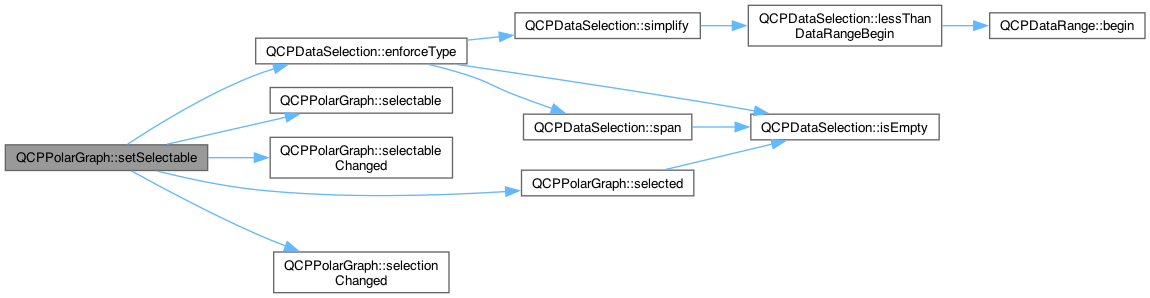 QCPPolarGraph::setSelectable
QCPDataSelection::enforceType
QCPPolarGraph::selectable
QCPPolarGraph::selectable
Changed
QCPPolarGraph::selection
Changed
QCPDataSelection::simplify
QCPDataSelection::span
QCPPolarGraph::selected
QCPDataSelection::lessThan
DataRangeBegin
QCPDataSelection::isEmpty
QCPDataRange::begin